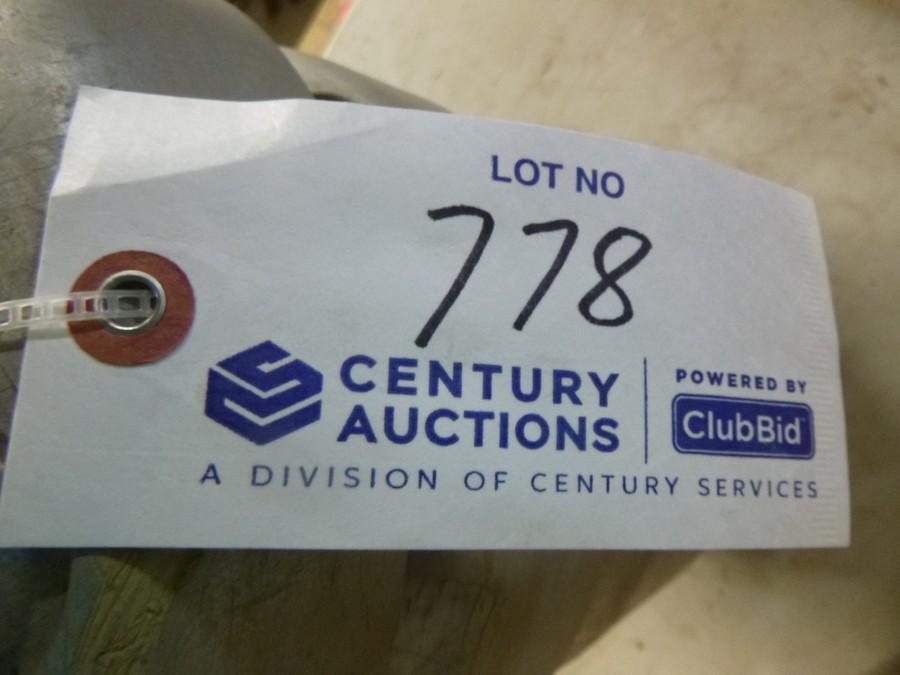 LOT NO
778
CENTURY
AUCTIONS
POWERED BY
ClubBid
A DIVISION OF CENTURY SERVICES